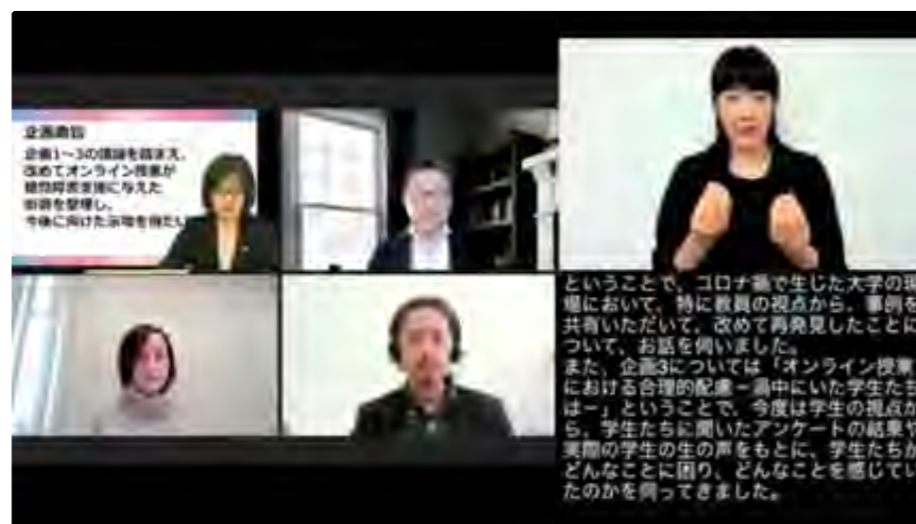 企画趣旨
企画1〜3の議論を踏まえ、
改めてオンライン授業が
聴覚障害支援に与えた
影響を整理し、
今後に向けた示唆を得たい
ということで、コロナ禍で生じた大学の現
場において、特に教員の視点から、事例を
共有いただいて、改めて再発見したことに
ついて、お話を伺いました。
また、企画3については「オンライン授業
における合理的配慮－渦中にいた学生たち
は－」ということで、今度は学生の視点か
ら、学生たちに聞いたアンケートの結果や
実際の学生の生の声をもとに、学生たちが
どんなことに困り、どんなことを感じてい
たのかを伺ってきました。